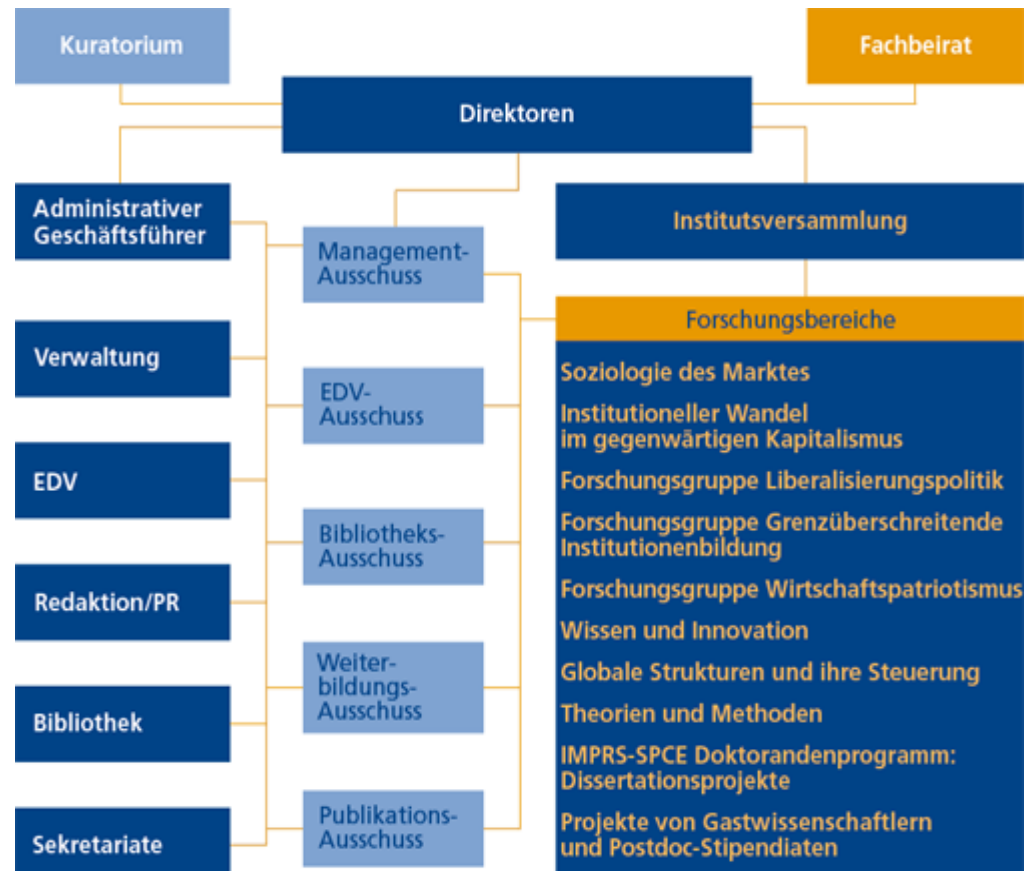 Kuratorium
Fachbeirat
Direktoren
Administrativer
Geschäftsführer
Verwaltung
EDV
Redaktion/PR
Bibliothek
Sekretariate
Management-
Ausschuss
EDV-
Ausschuss
Bibliotheks-
Ausschuss
Weiter-
bildungs-
Ausschuss
Publikations-
Ausschuss
Institutsversammlung
Forschungsbereiche
Soziologie des Marktes
Institutioneller Wandel
im gegenwärtigen Kapitalismus
Forschungsgruppe Liberalisierungspolitik
Forschungsgruppe Grenzüberschreitende
Institutionenbildung
Forschungsgruppe Wirtschaftspatriotismus
Wissen und Innovation
Globale Strukturen und ihre Steuerung
Theorien und Methoden
IMPRS-SPCE Doktorandenprogramm:
Dissertationsprojekte
Projekte von Gastwissenschaftlern
und Postdoc-Stipendiaten